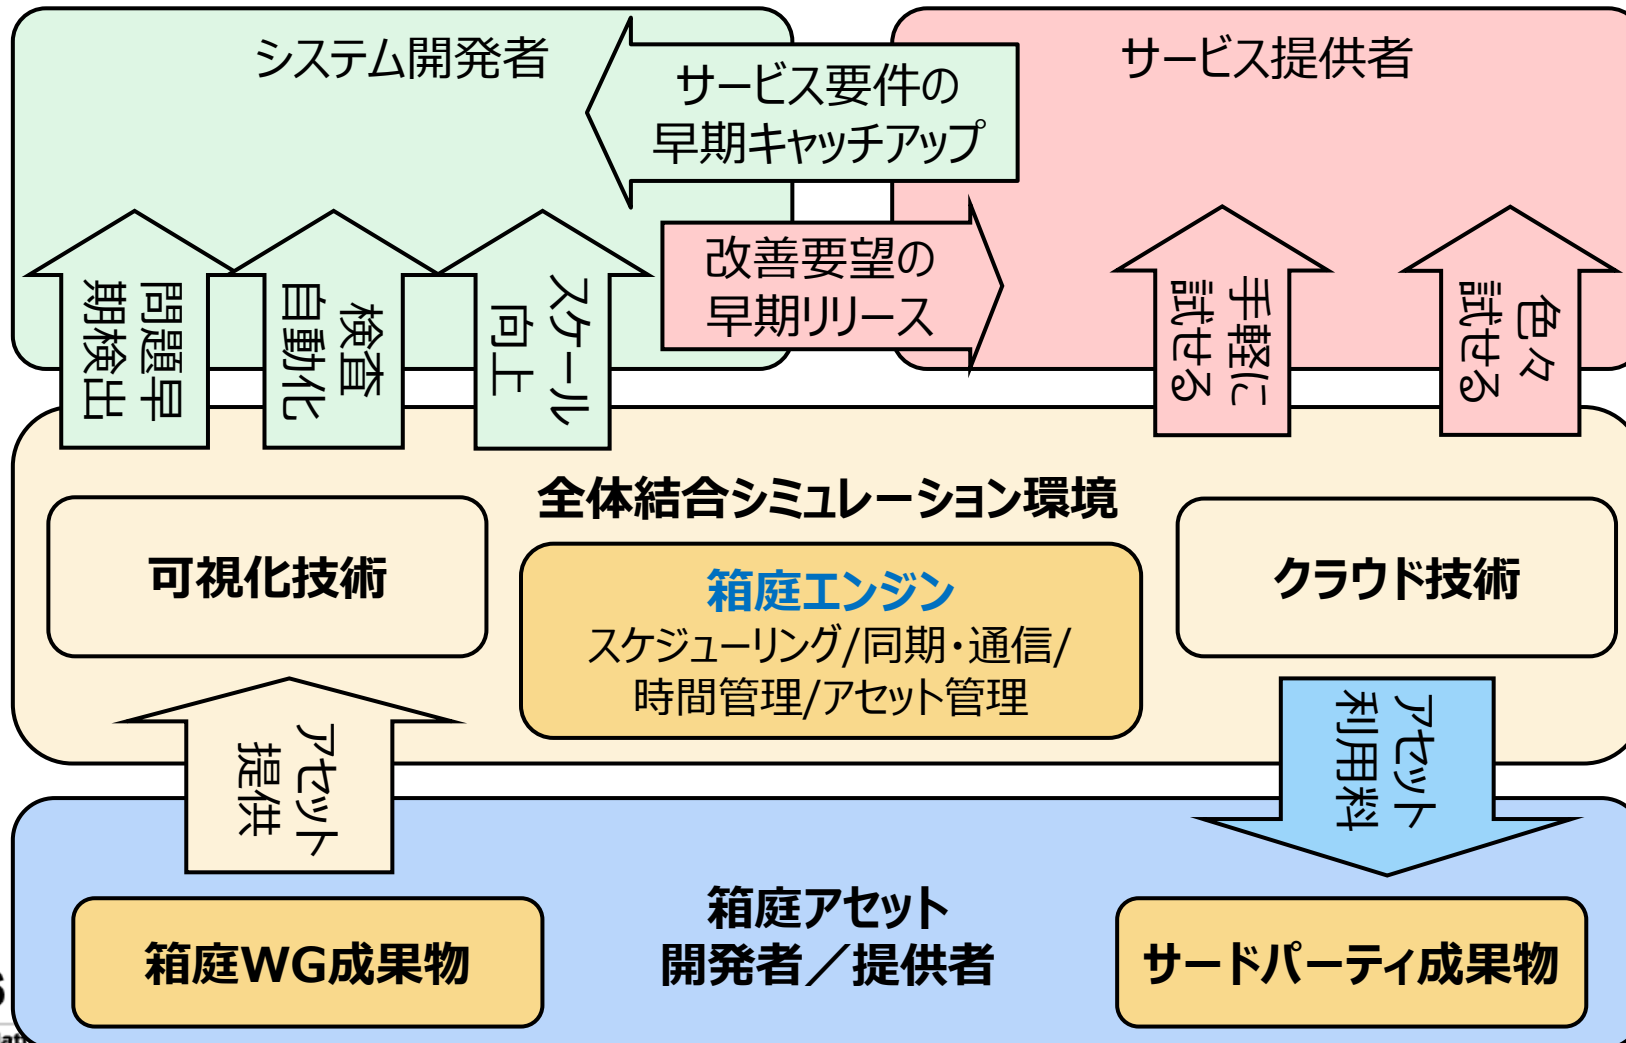 システム開発者
サービス提供者
サービス要件の
早期キャッチアップ
改善要望の
早期リリース
問題早
期検出
検査
自動化
スケール
向上
手軽に
試せる
色々
試せる
全体結合シミュレーション環境
可視化技術
箱庭エンジン
スケジューリング/同期・通信/
時間管理/アセット管理
クラウド技術
アセット
提供
アセット
利用料
箱庭アセット
開発者／提供者
箱庭WG成果物
サードパーティ成果物